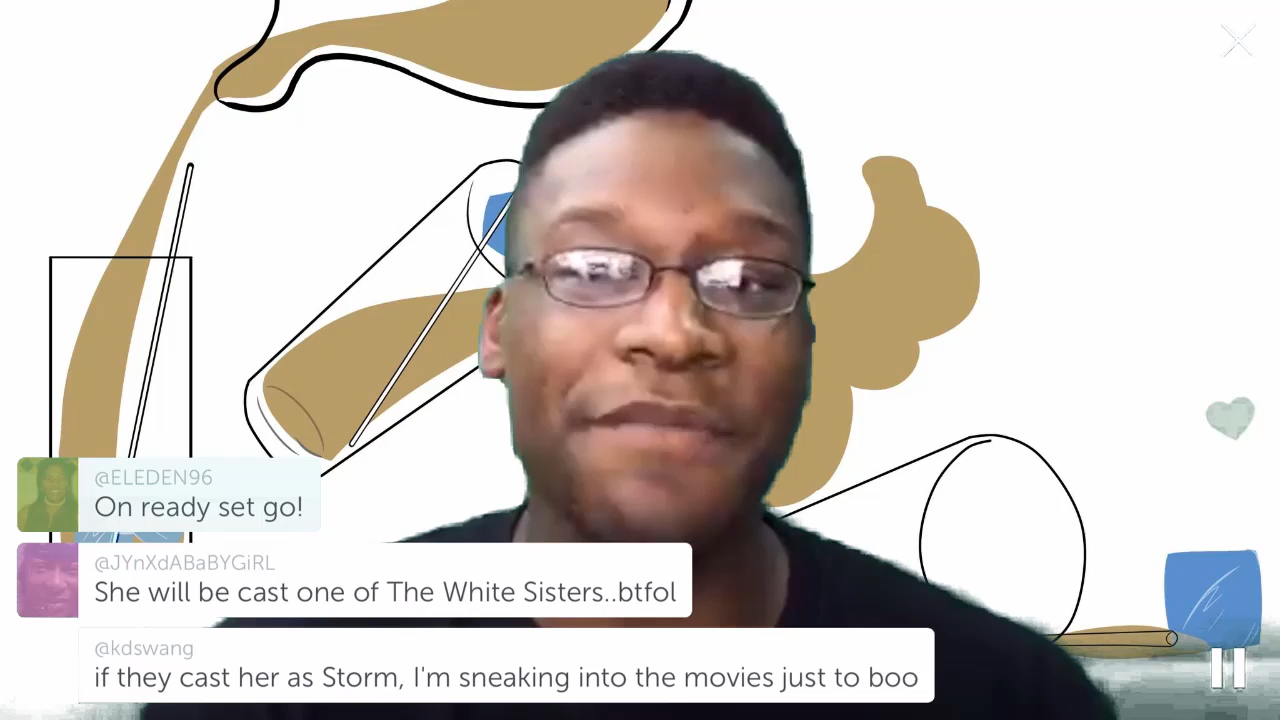 @ELEDEN96
On ready set go!
@JYnXdABaBYGiRL
She will be cast one of The White Sisters..btfol
@kdswang
if they cast her as Storm, I'm sneaking into the movies just to boo